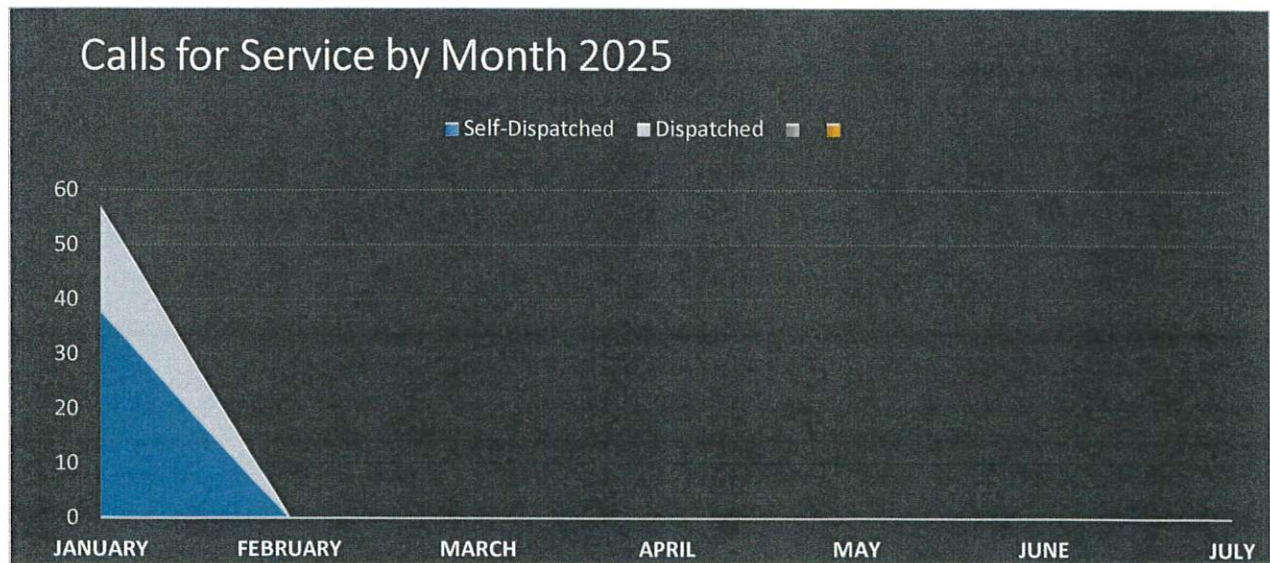 Calls for Service by Month 2025
Self-Dispatched Dispatched
60
50
40
30
20
10
0
JANUARY FEBRUARY MARCH APRIL MAY JUNE JULY